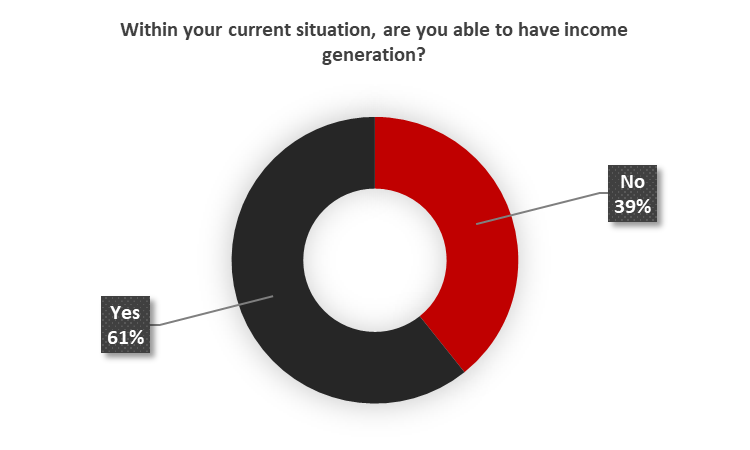 Within your current situation, are you able to have income
generation?
No
39%
Yes
61%